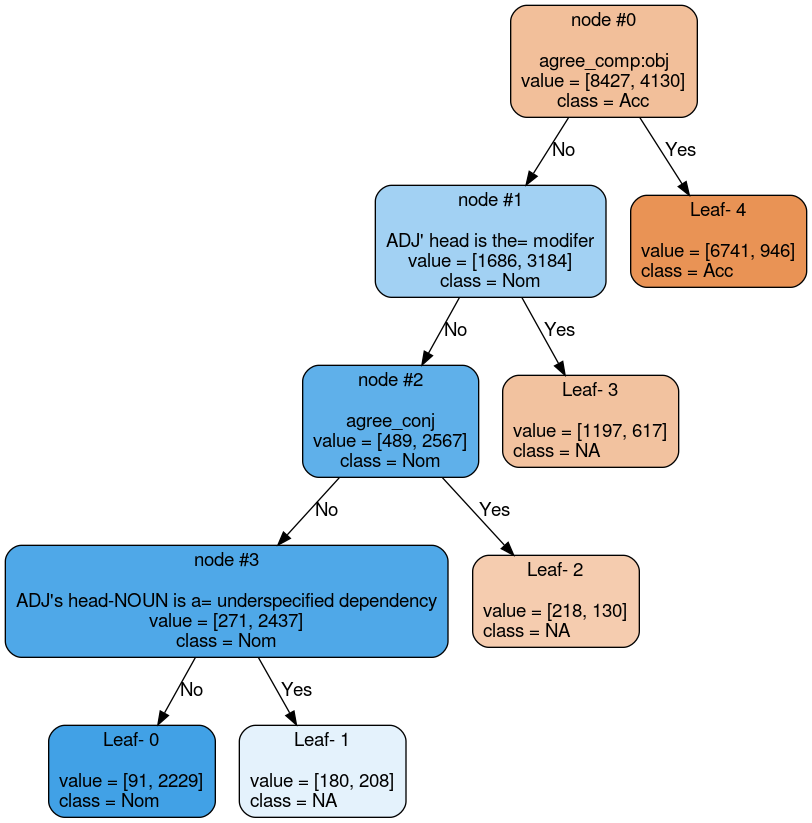 node #0
agree_comp:obj
value = [8427, 4130]
class = Acc
No
Yes
node #1
ADJ' head is the= modifer
value = [1686, 3184]
class = Nom
Leaf- 4
value = [6741, 946]
class = Acc
No
Yes
node #2
agree_conj
value = [489, 2567]
class = Nom
Leaf- 3
value = [1197, 617]
class = NA
No
Yes
node #3
ADJ's head-NOUN is a= underspecified dependency
value = [271, 2437]
class = Nom
Leaf- 2
value = [218, 130]
class = NA
No
Yes
Leaf- 0
value = [91, 2229]
class = Nom
Leaf- 1
value = [180, 208]
class = NA